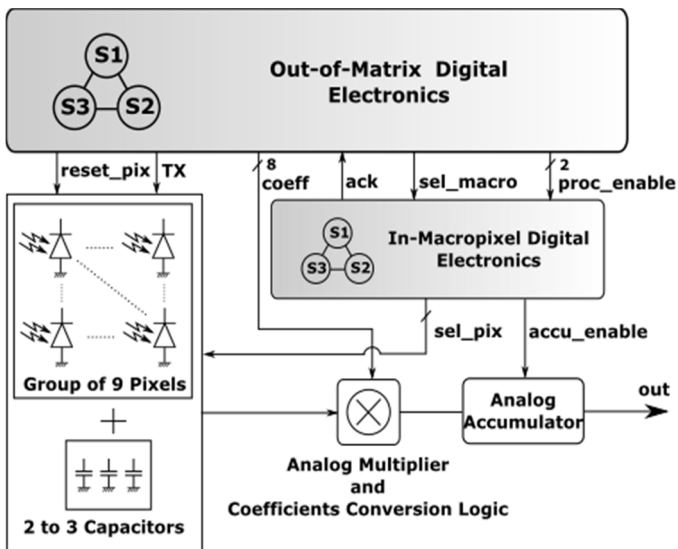 S1
S3 S2
Out-of-Matrix Digital
Electronics
reset_pix
TX
8
coeff
ack
sel_macro
2
proc_enable
S1
S3 S2
In-Macropixel Digital
Electronics
sel_pix
accu_enable
Group of 9 Pixels
+
2 to 3 Capacitors
Analog Multiplier
and
Coefficients Conversion Logic
Analog
Accumulator
out